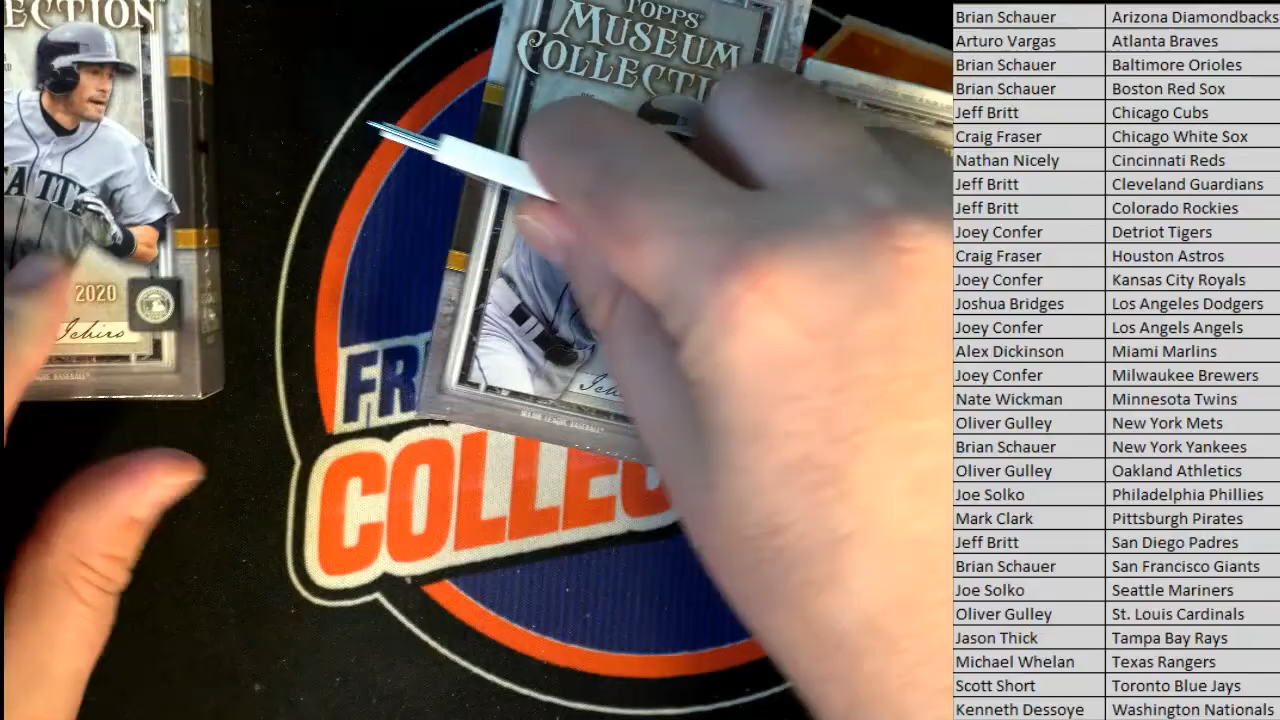 ECTION
2020
Ichiro
TOPPS
MUSEUM
COLLECTI
FR
COLLEC
Brian Schauer Arizona Diamondbacks
Arturo Vargas Atlanta Braves
Brian Schauer Baltimore Orioles
Brian Schauer Boston Red Sox
Jeff Britt Chicago Cubs
Craig Fraser Chicago White Sox
Nathan Nicely Cincinnati Reds
Jeff Britt Cleveland Guardians
Jeff Britt Colorado Rockies
Joey Confer Detriot Tigers
Craig Fraser Houston Astros
Joey Confer Kansas City Royals
Joshua Bridges Los Angeles Dodgers
Joey Confer Los Angels Angels
Alex Dickinson Miami Marlins
Joey Confer Milwaukee Brewers
Nate Wickman Minnesota Twins
Oliver Gulley New York Mets
Brian Schauer New York Yankees
Oliver Gulley Oakland Athletics
Joe Solko Philadelphia Phillies
Mark Clark Pittsburgh Pirates
Jeff Britt San Diego Padres
Brian Schauer San Francisco Giants
Joe Solko Seattle Mariners
Oliver Gulley St. Louis Cardinals
Jason Thick Tampa Bay Rays
Michael Whelan Texas Rangers
Scott Short Toronto Blue Jays
Kenneth Dessoye Washington Nationals